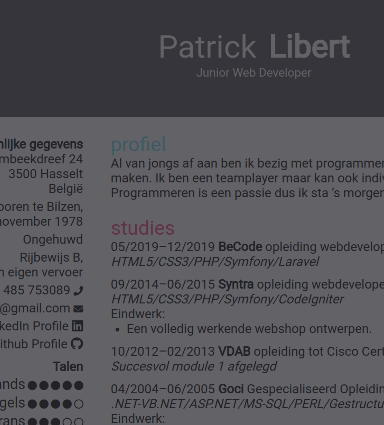 Patrick Libert
Junior Web Developer
nlijke gegevens
mbeekdreef 24
3500 Hasselt
België
oren te Bilzen,
november 1978
Ongehuwd
Rijbewijs B,
n eigen vervoer
485 753089
@gmail.com
kedIn Profile
ithub Profile
Talen
ands
gels
rans
profiel
Al van jongs af aan ben ik bezig met programmer
maken. Ik ben een teamplayer maar kan ook indiv
Programmeren is een passie dus ik sta 's morgen
studies
05/2019–12/2019 BeCode opleiding webdevelop
HTML5/CSS3/PHP/Symfony/Laravel
09/2014–06/2015 Syntra opleiding webdevelope
HTML5/CSS3/PHP/Symfony/CodeIgniter
Eindwerk:
• Een volledig werkende webshop ontwerpen.
10/2012–02/2013 VDAB opleiding tot Cisco Cert
Succesvol module 1 afgelegd
04/2004–06/2005 Goci Gespecialiseerd Opleidin
.NET-VB.NET/ASP.NET/MS-SQL/PERL/Gestructu
Eindwerk: